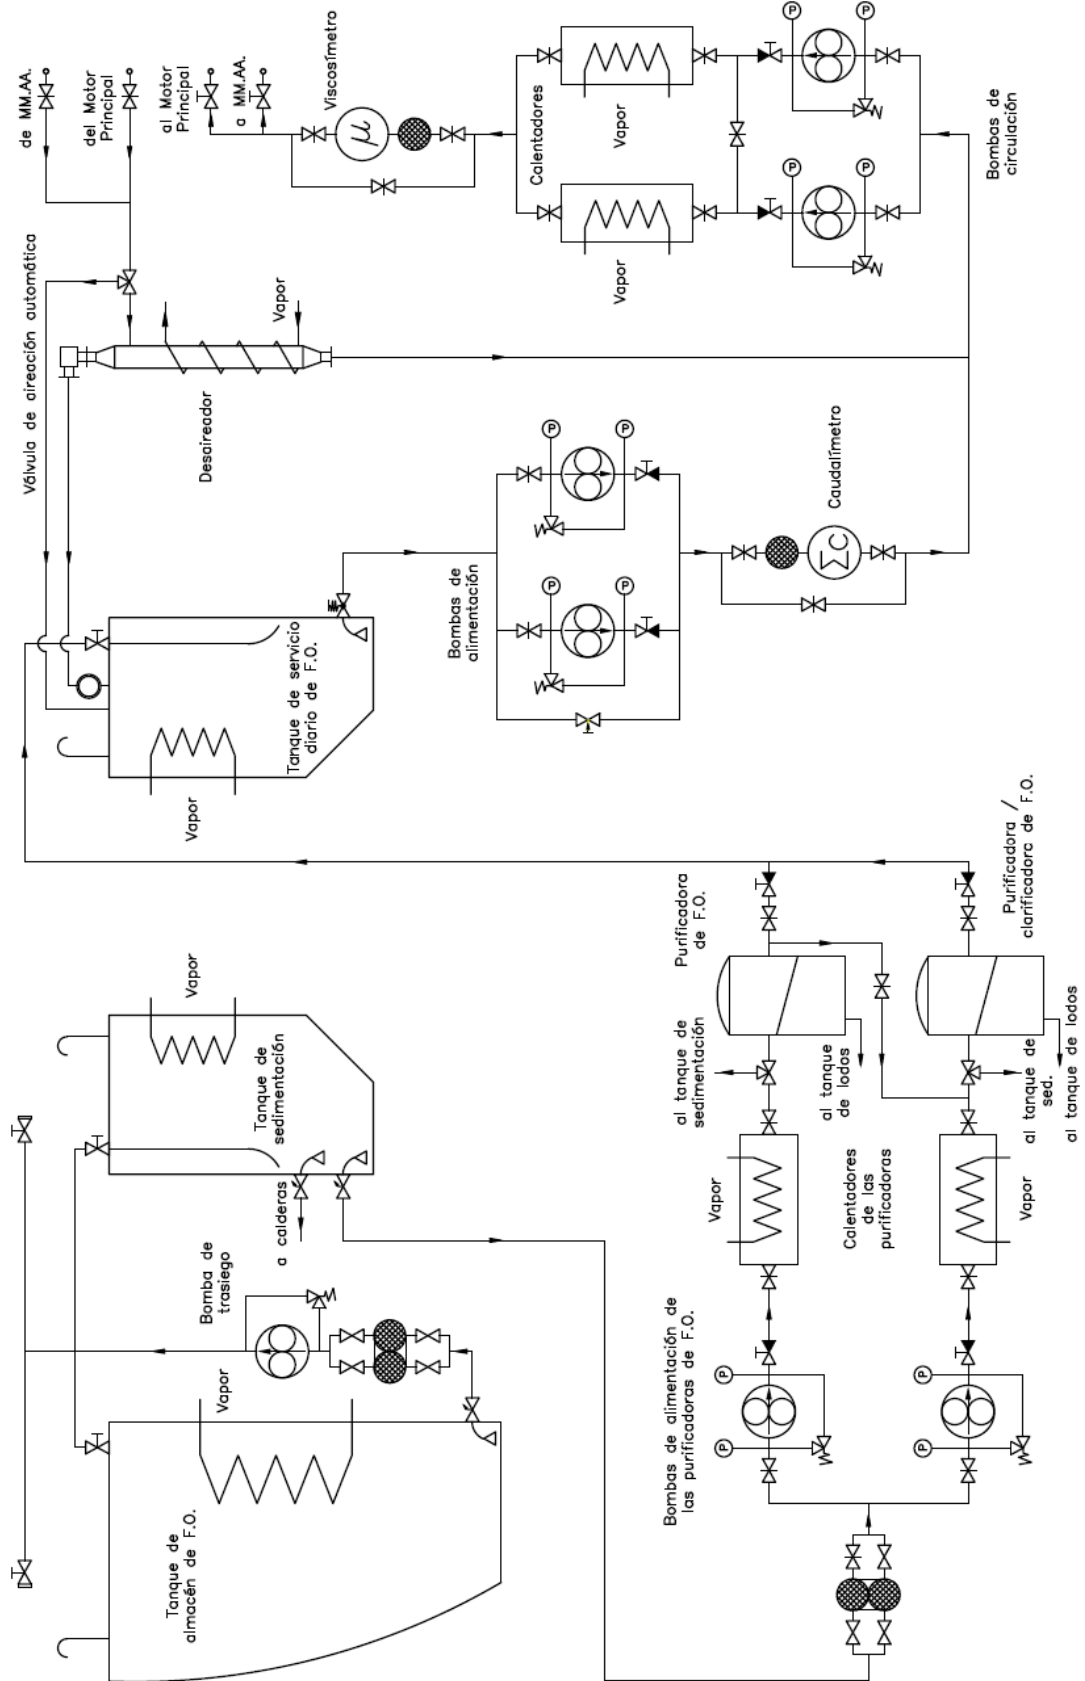 de MM.AA.
del Motor
Principal
al Motor
Principal
a MM.AA.
Viscosímetro
μ
Calentadores
Vapor
Vapor
P
P
P
P
Bombas de
circulación
Válvula de aireación automática
Vapor
Desaireador
Tanque de servicio
diario de F.O.
Vapor
Bombas de
alimentación
P
P
P
P
Caudalímetro
ΣC
Purificadora
de F.O.
Purificadora /
clarificadora de F.O.
Vapor
Tanque de
sedimentación
a calderas
al tanque de
sedimentación
al tanque
de lodos
al tanque de
sed.
al tanque de lodos
Vapor
Calentadores
de las
purificadoras
Vapor
Bomba de
trasiego
Vapor
Tanque de
almacén de F.O.
Bombas de alimentación de
las purificadoras de F.O.
P
P
P
P